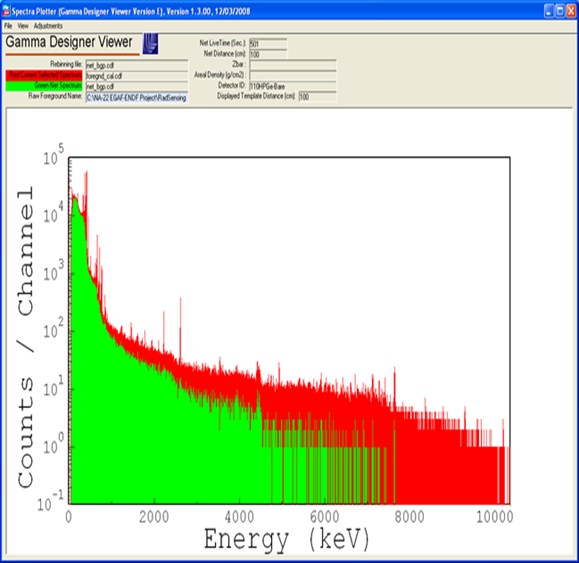 Spectra Plotter (Gamma Designer Viewer Version E), Version 1.3.00, 12/03/2008
File View Adjustments
Gamma Designer Viewer
Rebinning file: net_bgp.cdf
Red Current Selected Spectrum: foregnd_cal.cdf
Green Net Spectrum: net_bgp.cdf
Raw Foreground Name: C:\NA-22 EGAF-ENDF Project\RadSensing
Net LiveTime (Sec.): 501
Net Distance (cm): 100
Zbar:
Areal Density (g/cm2):
Detector ID: 110HPGe-Bare
Displayed Template Distance (cm): 100
10^5
10^4
10^3
10^2
10^1
10^0
10^-1
Counts / Channel
0 2000 4000 6000 8000 10000
Energy (keV)